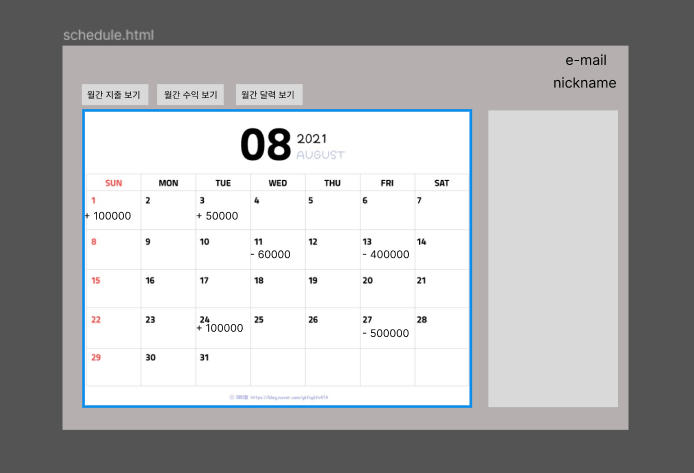 schedule.html
e-mail
nickname
월간 지출 보기 월간 수익 보기 월간 달력 보기
08 2021
AUGUST
SUN MON TUE WED THU FRI SAT
1 2 3 4 5 6 7
+ 100000 + 50000
8 9 10 11 12 13 14
- 60000 - 400000
15 16 17 18 19 20 21
22 23 24 25 26 27 28
+ 100000 - 500000
29 30 31